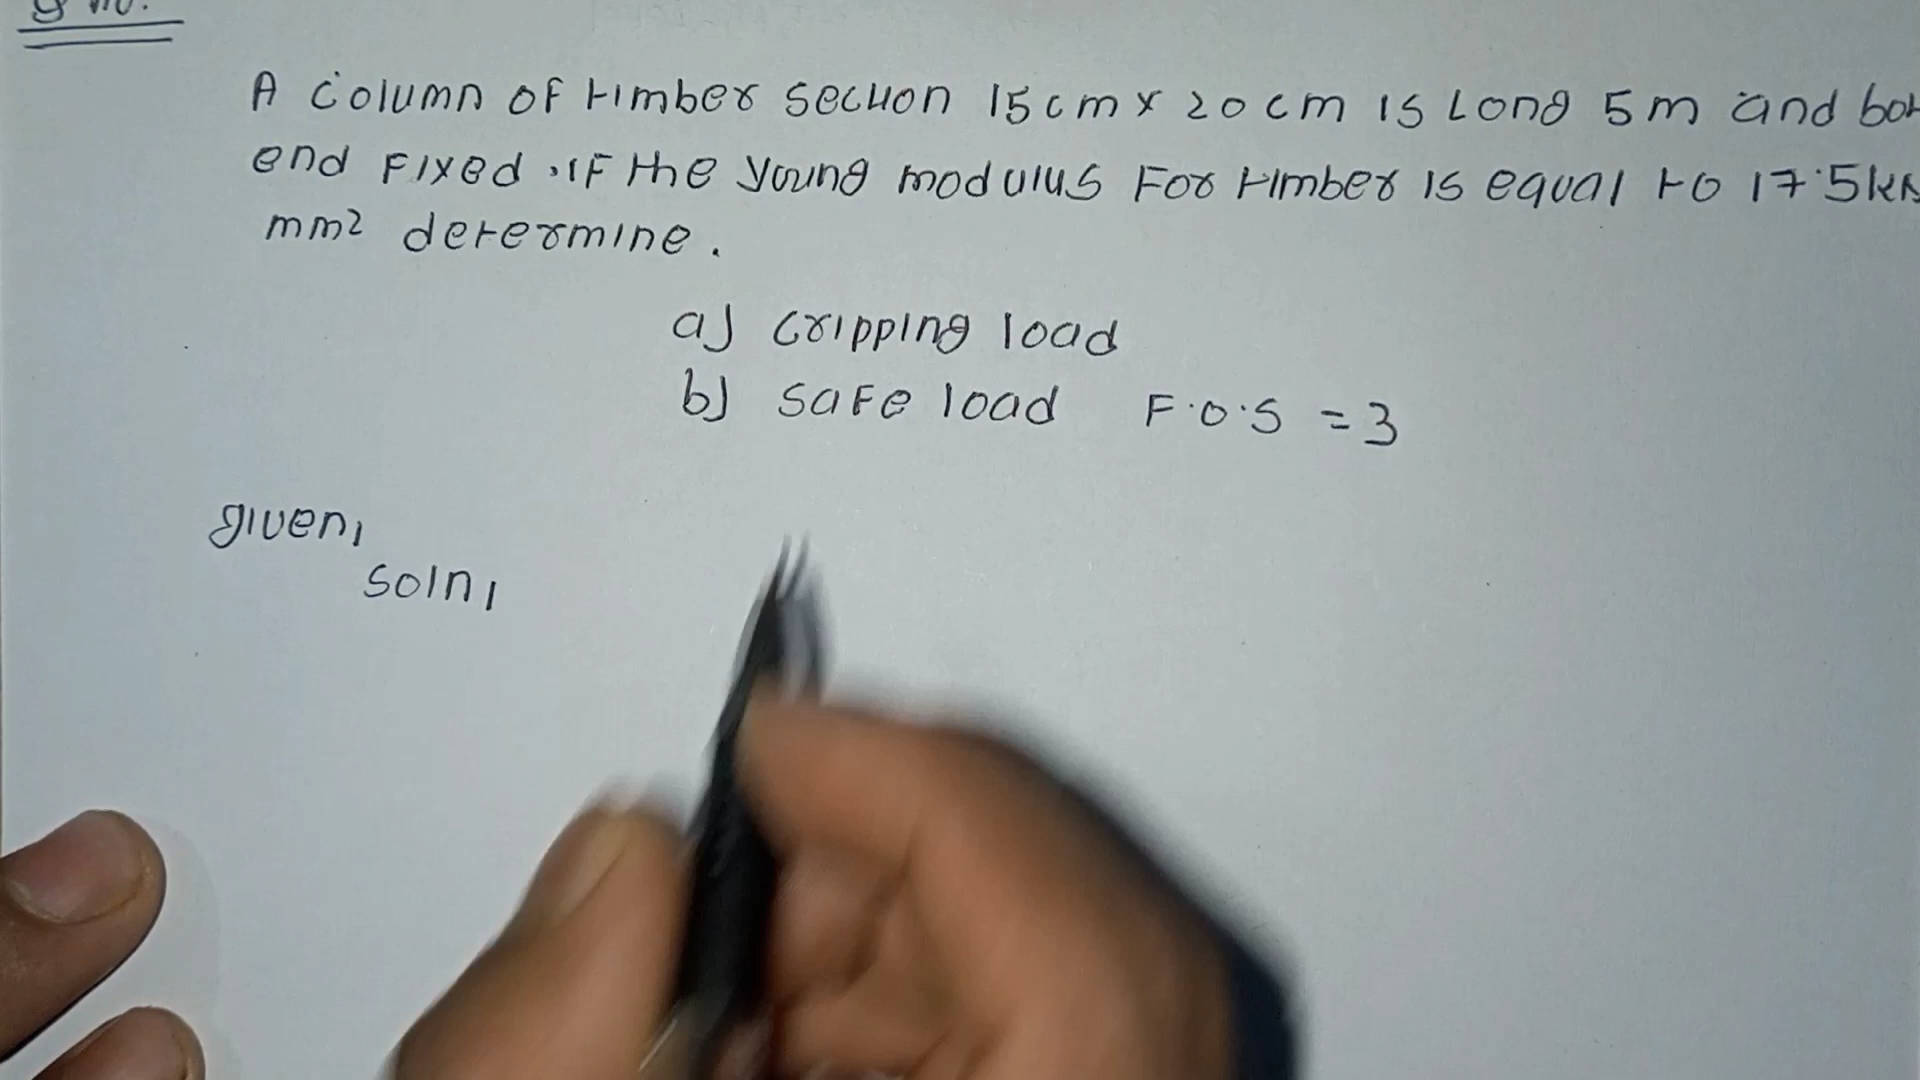 A column of timber section 15cm x 20cm is Long 5m and
end fixed . if the young modulus for timber is equal to 17.5
mm2 determine.
a) cripping load
b) safe load F.O.S = 3
given,
soln,